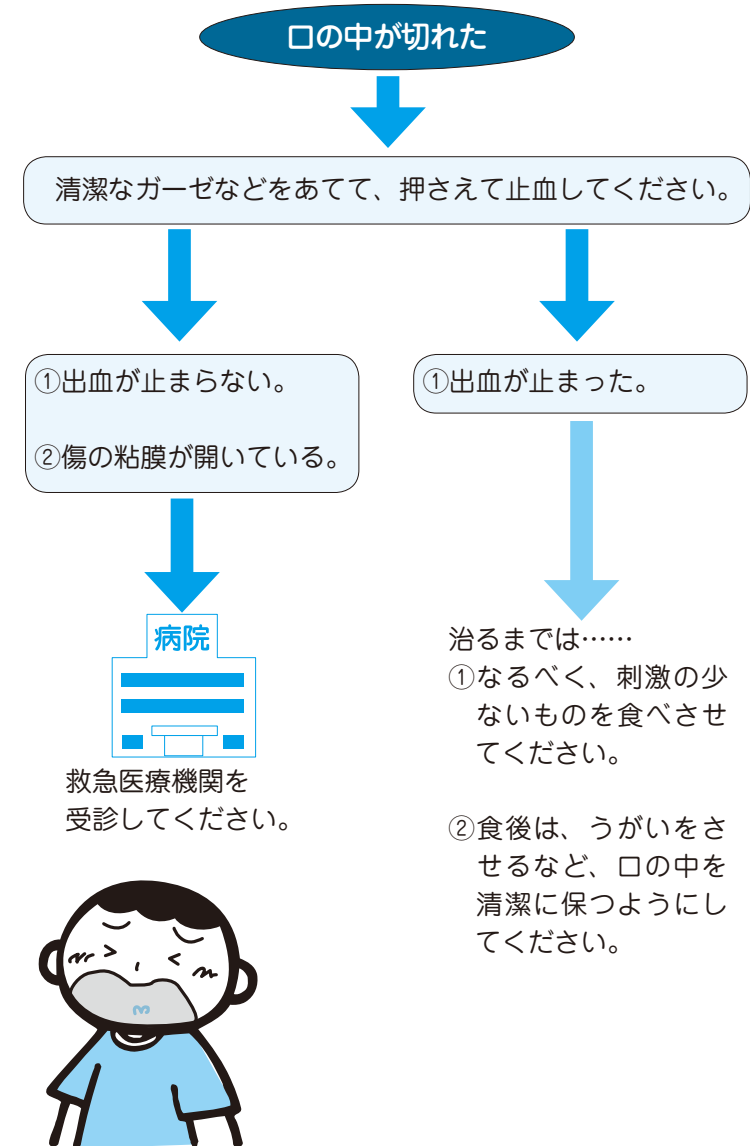 口の中が切れた
清潔なガーゼなどをあてて、押さえて止血してください。
①出血が止まらない。
②傷の粘膜が開いている。
病院
救急医療機関を
受診してください。
①出血が止まった。
治るまでは……
①なるべく、刺激の少
ないものを食べさせ
てください。
②食後は、うがいをさ
せるなど、口の中を
清潔に保つようにし
てください。